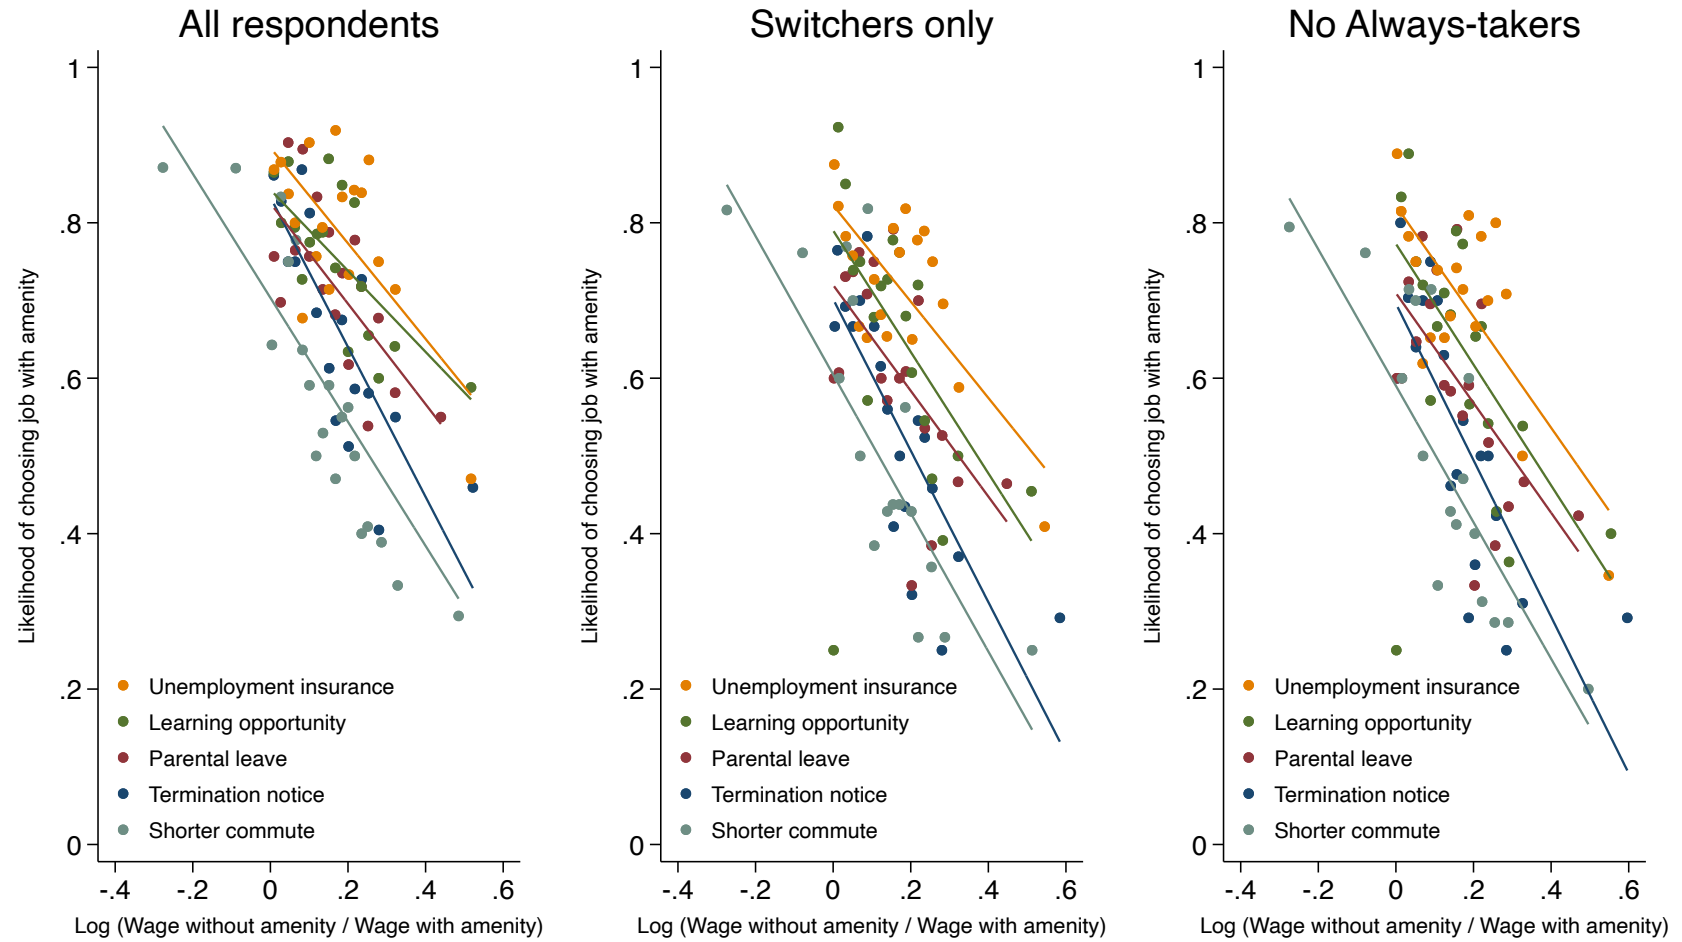 All respondents
Likelihood of choosing job with amenity
1
.8
.6
.4
.2
0
Unemployment insurance
Learning opportunity
Parental leave
Termination notice
Shorter commute
-.4 -.2 0 .2 .4 .6
Log (Wage without amenity / Wage with amenity)
Switchers only
Likelihood of choosing job with amenity
1
.8
.6
.4
.2
0
Unemployment insurance
Learning opportunity
Parental leave
Termination notice
Shorter commute
-.4 -.2 0 .2 .4 .6
Log (Wage without amenity / Wage with amenity)
No Always-takers
Likelihood of choosing job with amenity
1
.8
.6
.4
.2
0
Unemployment insurance
Learning opportunity
Parental leave
Termination notice
Shorter commute
-.4 -.2 0 .2 .4 .6
Log (Wage without amenity / Wage with amenity)